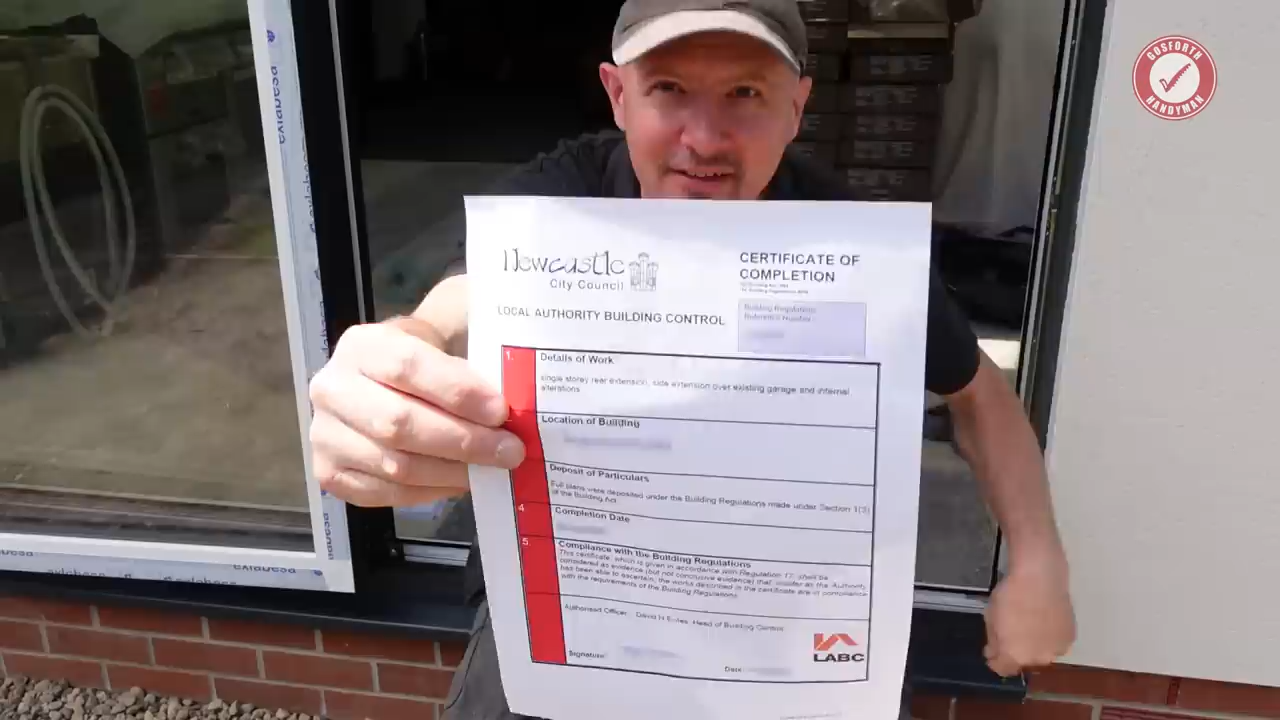 GOSFORTH
HANDYMAN
exlabesa
exlabesa
exlabesa
Newcastle
City Council
CERTIFICATE OF
COMPLETION
LOCAL AUTHORITY BUILDING CONTROL
Building Regulations
Reference Number
1. Details of Work
single storey rear extension, side extension over existing garage and internal
alterations
Location of Building
Deposit of Particulars
Full plans were deposited under the Building Regulations made under Section 1(3)
of the Building Act
4. Completion Date
5. Compliance with the Building Regulations
This certificate, which is given in accordance with Regulation 17, shall be
considered as evidence (but not conclusive evidence) that insofar as the Authority
has been able to ascertain, the works described in the certificate are in compliance
with the requirements of the Building Regulations
Authorised Officer: David Head of Building Control
Signature:
Date:
LABC
exlabesa
exlabesa